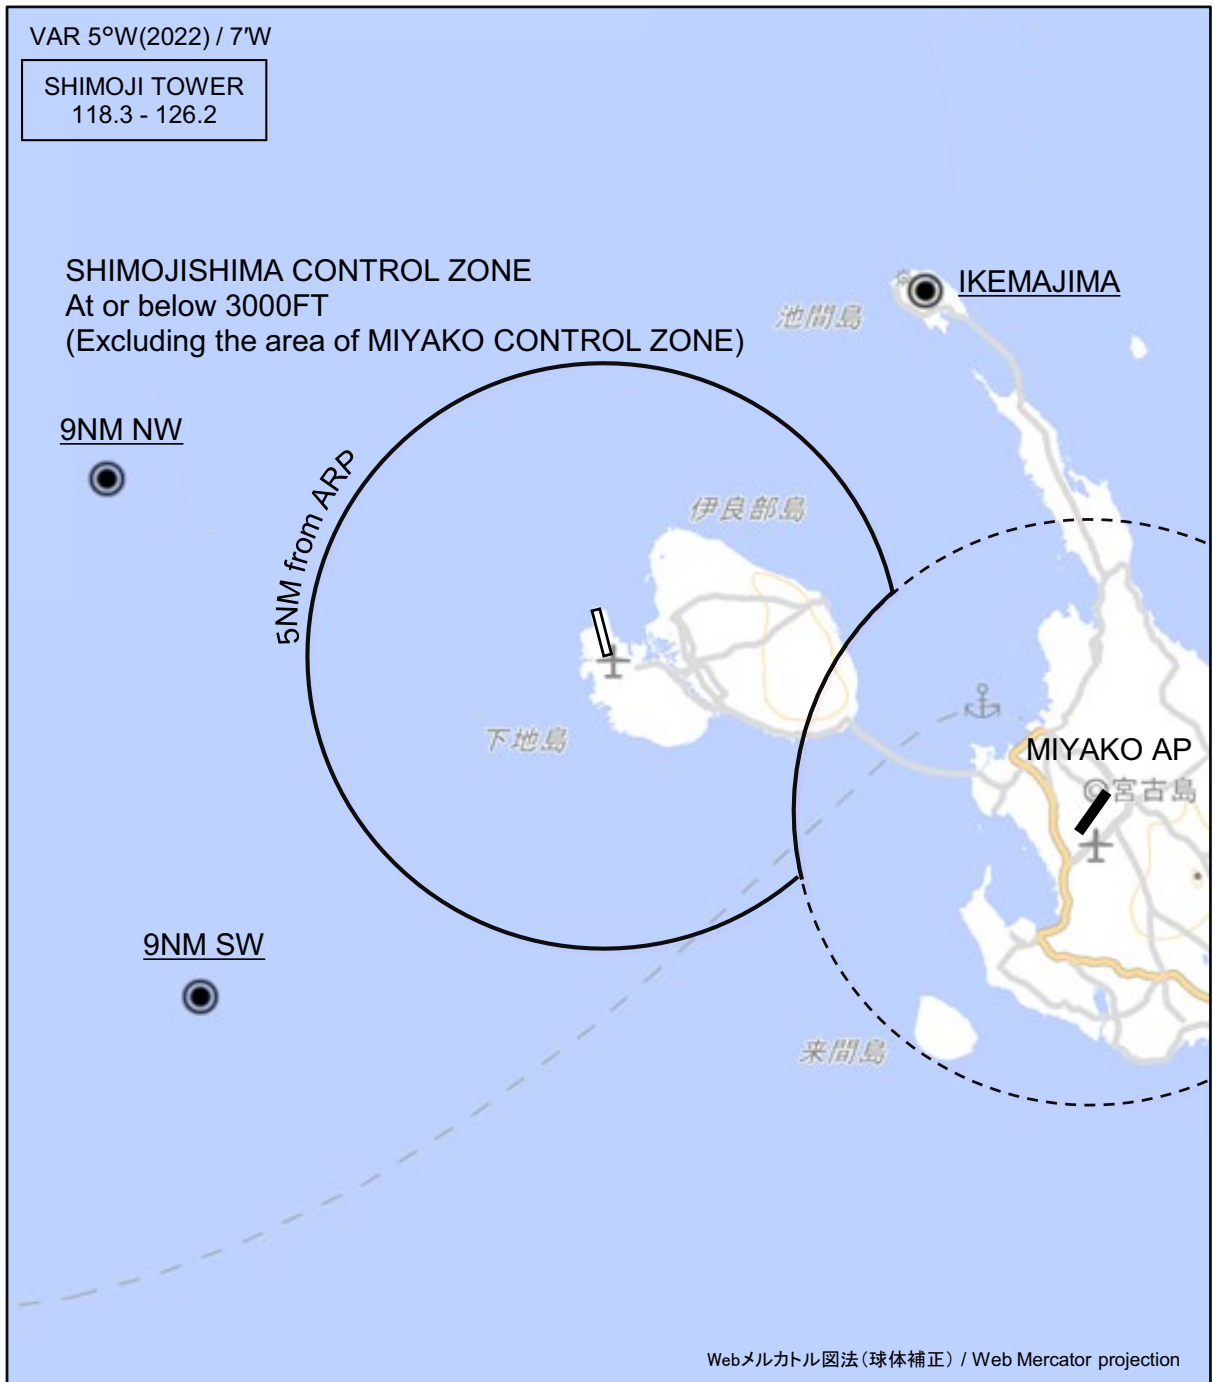 VAR 5°W(2022) / 7'W
SHIMOJI TOWER
118.3 - 126.2
SHIMOJISHIMA CONTROL ZONE
At or below 3000FT
(Excluding the area of MIYAKO CONTROL ZONE)
IKEMAJIMA
池間島
9NM NW
5NM from ARP
伊良部島
下地島
MIYAKO AP
宮古島
9NM SW
来間島
Webメルカトル図法(球体補正) / Web Mercator projection